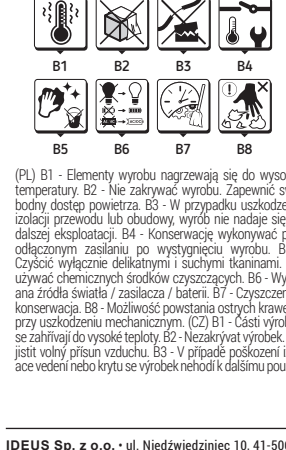 B1 B2 B3 B4
B5 B6 B7 B8
(PL) B1 - Elementy wyrobu nagrzewają się do wyso
temperatury. B2 - Nie zakrywać wyrobu. Zapewnić s
bodny dostęp powietrza. B3 - W przypadku uszkodze
izolacji przewodu lub obudowy, wyrób nie nadaje się
dalszej eksploatacji. B4 - Konserwację wykonywać p
odłączonym zasilaniu po wystygnięciu wyrobu. B
Czyścić wyłącznie delikatnymi i suchymi tkaninami.
używać chemicznych środków czyszczących. B6 - Wy
ana źródła światła / zasilacza / baterii. B7 - Czyszczer
konserwacja. B8 - Możliwość powstania ostrych krawe
przy uszkodzeniu mechanicznym. (CZ) B1 - Části výrol
se zahřívají do vysoké teploty. B2 - Nezakrývat výrobek.
jistit volný přísun vzduchu. B3 - V případě poškození i
ace vedení nebo krytu se výrobek nehodí k dalšímu pou
IDEUS Sp. z o.o. • ul. Niedźwiedziniec 10, 41-506